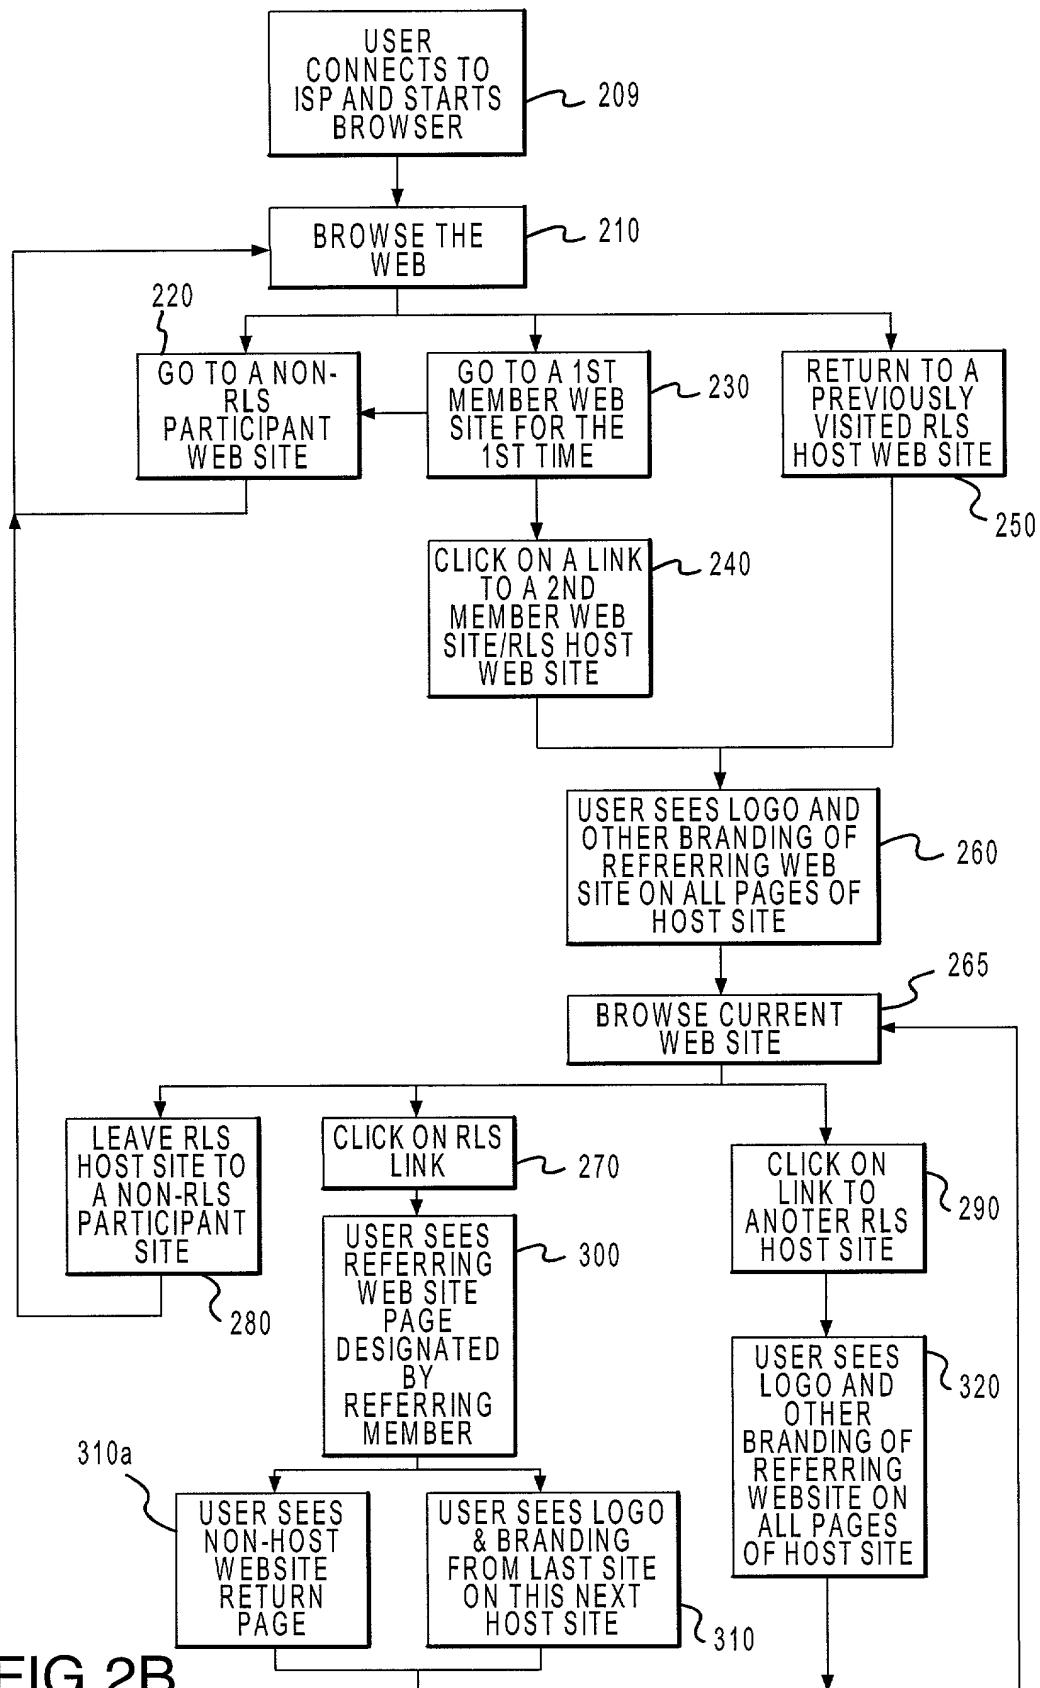 USER
CONNECTS TO
ISP AND STARTS
BROWSER
209
BROWSE THE
WEB
210
220
GO TO A NON-
RLS
PARTICIPANT
WEB SITE
GO TO A 1ST
MEMBER WEB
SITE FOR THE
1ST TIME
230
RETURN TO A
PREVIOUSLY
VISITED RLS
HOST WEB SITE
250
CLICK ON A LINK
TO A 2ND
MEMBER WEB
SITE/RLS HOST
WEB SITE
240
USER SEES LOGO AND
OTHER BRANDING OF
REFRERRING WEB
SITE ON ALL PAGES OF
HOST SITE
260
265
BROWSE CURRENT
WEB SITE
LEAVE RLS
HOST SITE TO
A NON-RLS
PARTICIPANT
SITE
280
CLICK ON RLS
LINK
270
CLICK ON
LINK TO
ANOTER RLS
HOST SITE
290
USER SEES
REFERRING
WEB SITE
PAGE
DESIGNATED
BY
REFERRING
MEMBER
300
USER SEES
LOGO AND
OTHER
BRANDING OF
REFERRING
WEBSITE ON
ALL PAGES
OF HOST SITE
320
310a
USER SEES
NON-HOST
WEBSITE
RETURN
PAGE
USER SEES LOGO
& BRANDING
FROM LAST SITE
ON THIS NEXT
HOST SITE
310
FIG 2B